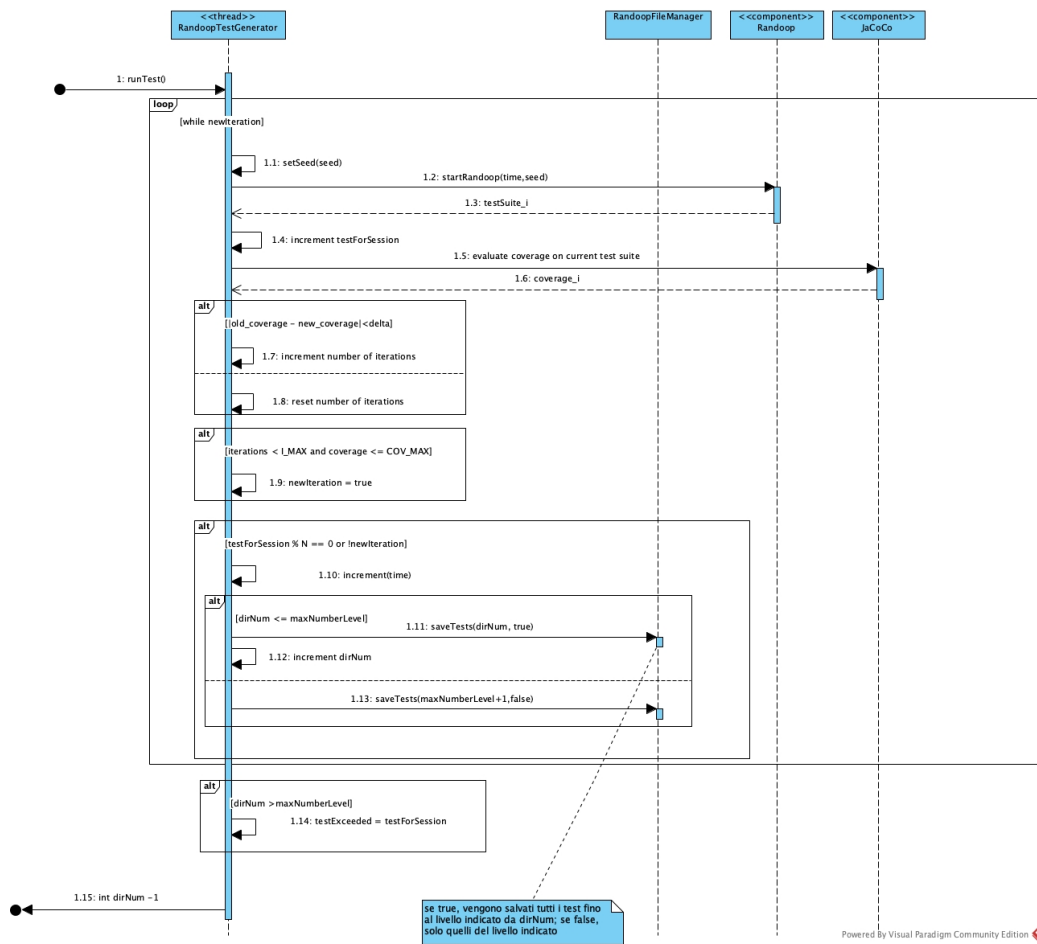 <<thread>>
RandoopTestGenerator
RandoopFileManager
<<component>>
Randoop
<<component>>
JaCoCo
1: runTest()
loop
[while newIteration]
1.1: setSeed(seed)
1.2: startRandoop(time,seed)
1.3: testSuite_i
1.4: increment testForSession
1.5: evaluate coverage on current test suite
1.6: coverage_i
alt
[|old_coverage - new_coverage|<delta]
1.7: increment number of iterations
1.8: reset number of iterations
alt
[iterations < I_MAX and coverage <= COV_MAX]
1.9: newIteration = true
alt
[testForSession % N == 0 or !newIteration]
1.10: increment(time)
alt
[dirNum <= maxNumberLevel]
1.11: saveTests(dirNum, true)
1.12: increment dirNum
1.13: saveTests(maxNumberLevel+1,false)
alt
[dirNum >maxNumberLevel]
1.14: testExceeded = testForSession
1.15: int dirNum -1
se true, vengono salvati tutti i test fino
al livello indicato da dirNum; se false,
solo quelli del livello indicato
Powered By Visual Paradigm Community Edition